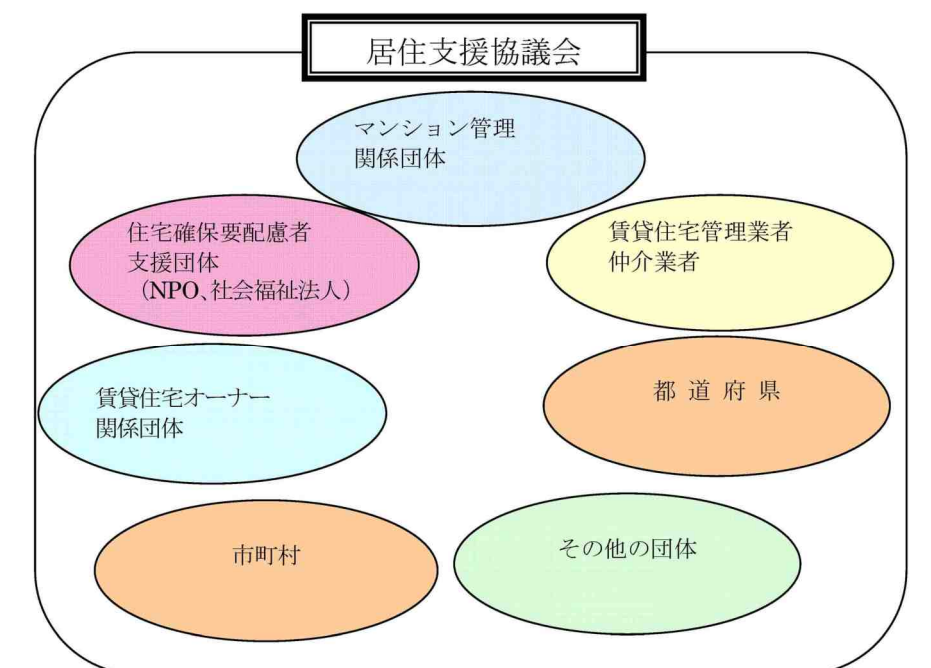 居住支援協議会
マンション管理
関係団体
住宅確保要配慮者
支援団体
（NPO、社会福祉法人）
賃貸住宅管理業者
仲介業者
賃貸住宅オーナー
関係団体
都道府県
市町村
その他の団体